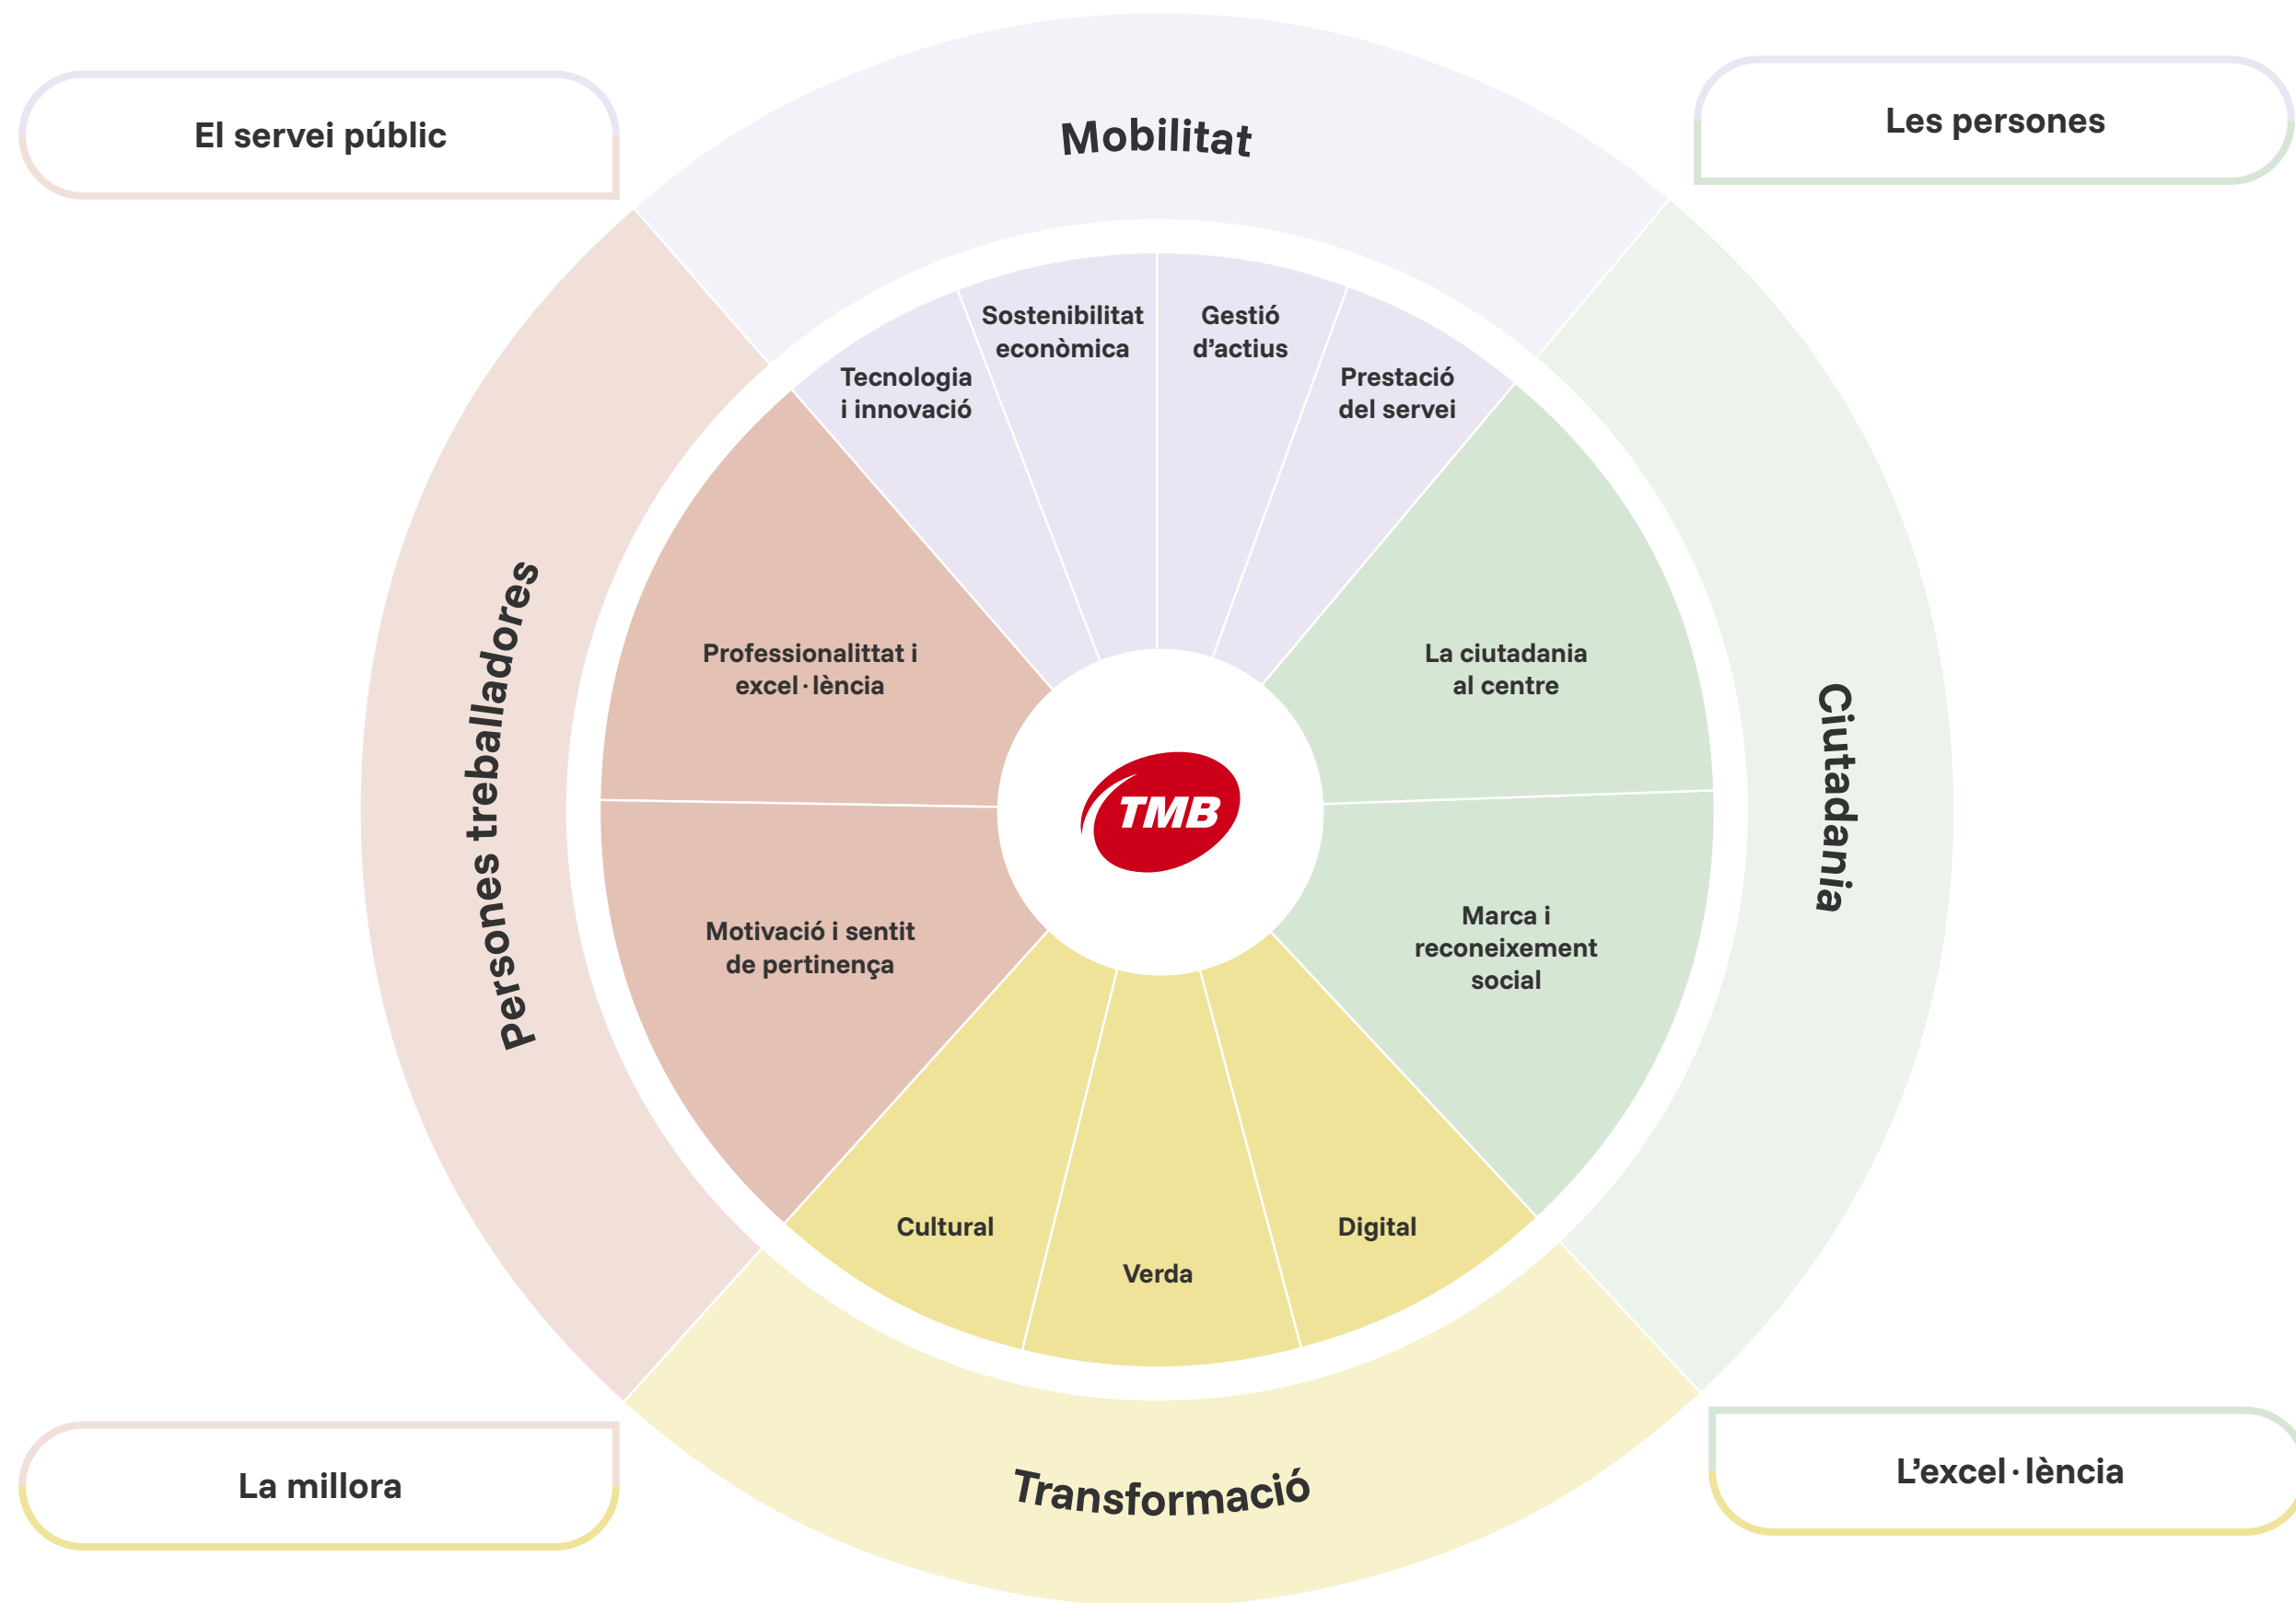 El servei públic
Les persones
Mobilitat
Sostenibilitat
econòmica
Gestió
d’actius
Tecnologia
i innovació
Prestació
del servei
Persones treballadores
Professionalittat i
excel·lència
La ciutadania
al centre
Ciutadania
TMB
Motivació i sentit
de pertinença
Marca i
reconeixement
social
Cultural
Verda
Digital
Transformació
La millora
L’excel·lència